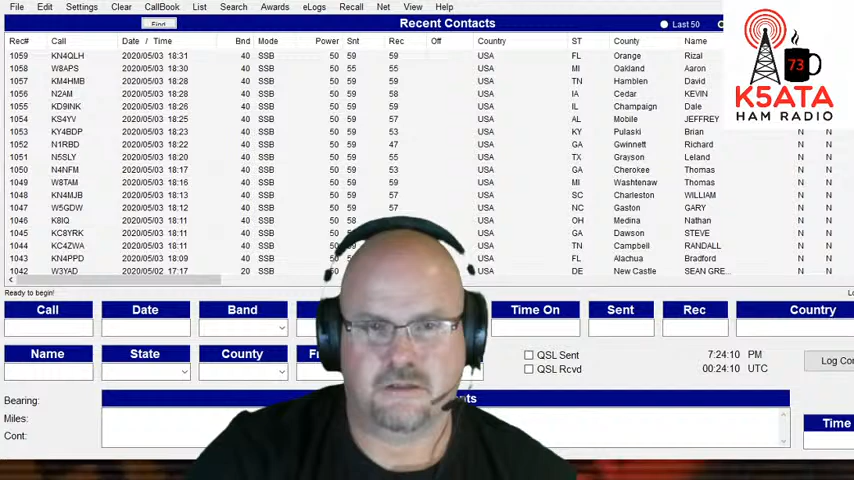 File Edit Settings Clear CallBook List Search Awards eLogs Recall Net View Help
Find Recent Contacts Last 50
Rec# Call Date / Time Bnd Mode Power Snt Rec Off Country ST County Name
1059 KN4QLH 2020/05/03 18:31 40 SSB 50 59 59 USA FL Orange Rizal
1058 W8APS 2020/05/03 18:30 40 SSB 50 55 55 USA MI Oakland Aaron
1057 KM4HMB 2020/05/03 18:28 40 SSB 50 59 57 USA TN Hamblen David
1056 N2AM 2020/05/03 18:28 40 SSB 50 59 58 USA IA Cedar KEVIN
1055 KD9INK 2020/05/03 18:26 40 SSB 50 59 59 USA IL Champaign Dale
1054 KS4YV 2020/05/03 18:25 40 SSB 50 59 57 USA AL Mobile JEFFREY
1053 KY4BDP 2020/05/03 18:23 40 SSB 50 59 53 USA KY Pulaski Brian
1052 N1RBD 2020/05/03 18:22 40 SSB 50 59 47 USA GA Gwinnett Richard N N
1051 N5SLY 2020/05/03 18:17 40 SSB 50 59 55 USA TX Grayson Leland N N
1050 N4NFM 2020/05/03 18:17 40 SSB 50 59 53 USA GA Cherokee Thomas N N
1049 W8TAM 2020/05/03 18:16 40 SSB 50 59 59 USA MI Washtenaw Thomas N N
1048 KN4MJB 2020/05/03 18:13 40 SSB 50 59 57 USA SC Charleston WILLIAM N N
1047 W5GDW 2020/05/03 18:12 40 SSB 50 59 57 USA NC Gaston GARY N N
1046 K8IQ 2020/05/03 18:11 40 SSB 50 58 USA OH Medina Nathan N N
1045 KC8YRK 2020/05/03 18:11 40 SSB USA GA Dawson STEVE N N
1044 KC4ZWA 2020/05/03 18:11 40 SSB USA TN Campbell RANDALL N N
1043 KN4PPD 2020/05/03 18:09 40 SSB USA FL Alachua Bradford N N
1042 W3YAD 2020/05/02 17:17 20 SSB USA DE New Castle SEAN GRE... N N
73
K5ATA
HAM RADIO
Ready to begin!
Call Date Band Time On Sent Rec Country
Name State County
QSL Sent 7:24:10 PM
QSL Rcvd 00:24:10 UTC
Bearing:
Miles:
Cont:
Time